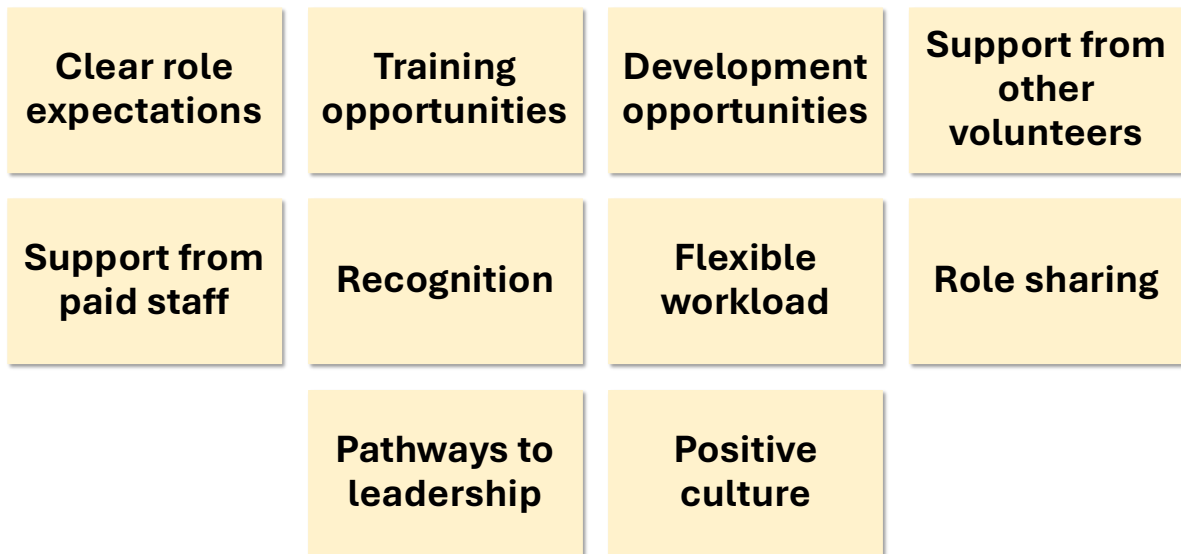 Clear role
expectations
Training
opportunities
Development
opportunities
Support from
other
volunteers
Support from
paid staff
Recognition
Flexible
workload
Role sharing
Pathways to
leadership
Positive
culture